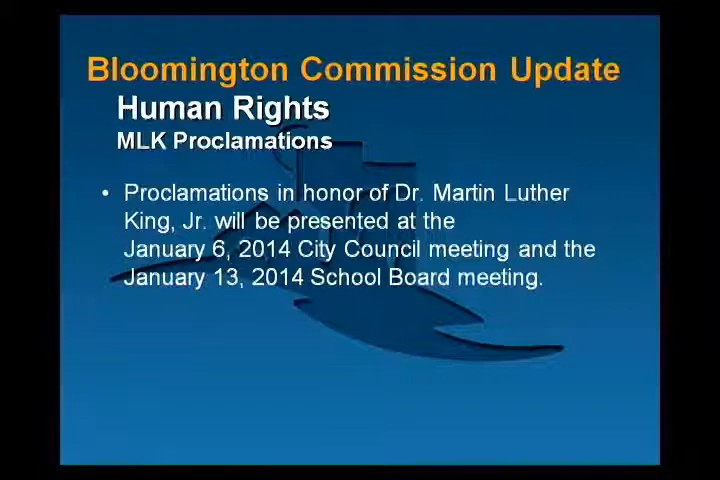 Bloomington Commission Update
Human Rights
MLK Proclamations
• Proclamations in honor of Dr. Martin Luther
King, Jr. will be presented at the
January 6, 2014 City Council meeting and the
January 13, 2014 School Board meeting.